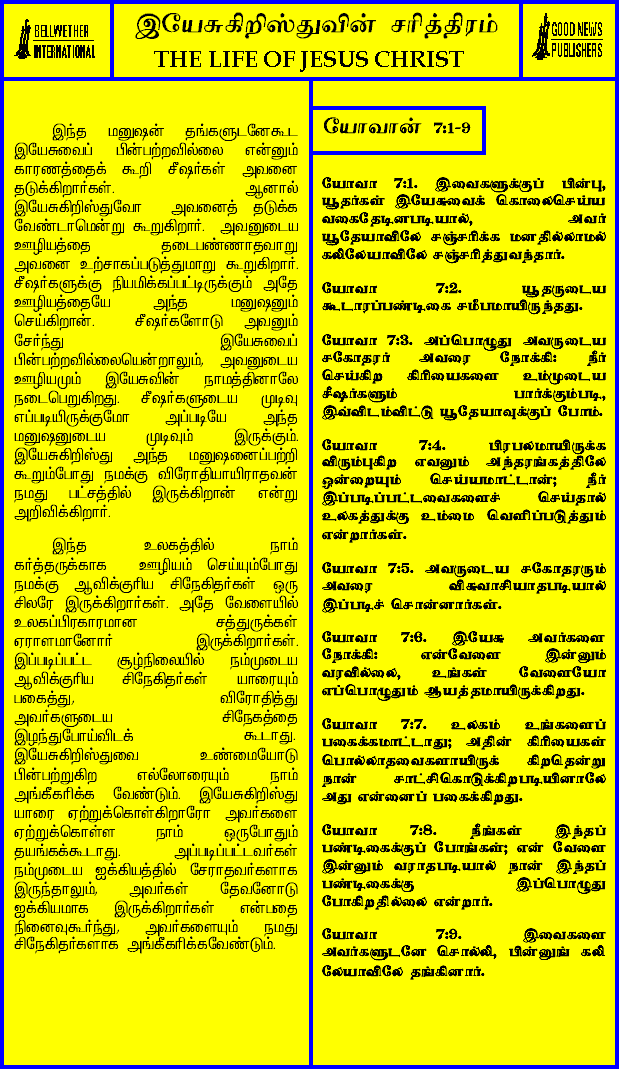 BELLWETHER
INTERNATIONAL
இயேசுகிறிஸ்துவின் சரித்திரம்
THE LIFE OF JESUS CHRIST
GOOD NEWS
PUBLISHERS
இந்த மனுஷன் தங்களுடனேகூட
இயேசுவைப் பின்பற்றவில்லை என்னும்
காரணத்தைக் கூறி சீஷர்கள் அவனை
தடுக்கிறார்கள். ஆனால்
இயேசுகிறிஸ்துவோ அவனைத் தடுக்க
வேண்டாமென்று கூறுகிறார். அவனுடைய
ஊழியத்தை தடைபண்ணாதவாறு
அவனை உற்சாகப்படுத்துமாறு கூறுகிறார்.
சீஷர்களுக்கு நியமிக்கப்பட்டிருக்கும் அதே
ஊழியத்தையே அந்த மனுஷனும்
செய்கிறான். சீஷர்களோடு அவனும்
சேர்ந்து இயேசுவைப்
பின்பற்றவில்லையென்றாலும், அவனுடைய
ஊழியமும் இயேசுவின் நாமத்தினாலே
நடைபெறுகிறது. சீஷர்களுடைய முடிவு
எப்படியிருக்குமோ அப்படியே அந்த
மனுஷனுடைய முடிவும் இருக்கும்.
இயேசுகிறிஸ்து அந்த மனுஷனைப்பற்றி
கூறும்போது நமக்கு விரோதியாயிராதவன்
நமது பட்சத்தில் இருக்கிறான் என்று
அறிவிக்கிறார்.
இந்த உலகத்தில் நாம்
கர்த்தருக்காக ஊழியம் செய்யும்போது
நமக்கு ஆவிக்குரிய சிநேகிதர்கள் ஒரு
சிலரே இருக்கிறார்கள். அதே வேளையில்
உலகப்பிரகாரமான சத்துருக்கள்
ஏராளமானோர் இருக்கிறார்கள்.
இப்படிப்பட்ட சூழ்நிலையில் நம்முடைய
ஆவிக்குரிய சிநேகிதர்கள் யாரையும்
பகைத்து, விரோதித்து
அவர்களுடைய சிநேகத்தை
இழந்துபோய்விடக் கூடாது.
இயேசுகிறிஸ்துவை உண்மையோடு
பின்பற்றுகிற எல்லோரையும் நாம்
அங்கீகரிக்க வேண்டும். இயேசுகிறிஸ்து
யாரை ஏற்றுக்கொள்கிறாரோ அவர்களை
ஏற்றுக்கொள்ள நாம் ஒருபோதும்
தயங்கக்கூடாது. அப்படிப்பட்டவர்கள்
நம்முடைய ஐக்கியத்தில் சேராதவர்களாக
இருந்தாலும், அவர்கள் தேவனோடு
ஐக்கியமாக இருக்கிறார்கள் என்பதை
நினைவுகூர்ந்து, அவர்களையும் நமது
சிநேகிதர்களாக அங்கீகரிக்கவேண்டும்.
யோவான் 7:1-9
யோவா 7:1. இவைகளுக்குப் பின்பு,
யூதர்கள் இயேசுவைக் கொலைசெய்ய
வகைதேடினபடியால், அவர்
யூதேயாவிலே சஞ்சரிக்க மனதில்லாமல்
கலிலேயாவிலே சஞ்சரித்துவந்தார்.
யோவா 7:2. யூதருடைய
கூடாரப்பண்டிகை சமீபமாயிருந்தது.
யோவா 7:3. அப்பொழுது அவருடைய
சகோதரர் அவரை நோக்கி: நீர்
செய்கிற கிரியைகளை உம்முடைய
சீஷர்களும் பார்க்கும்படி,
இவ்விடம்விட்டு யூதேயாவுக்குப் போம்.
யோவா 7:4. பிரபலமாயிருக்க
விரும்புகிற எவனும் அந்தரங்கத்திலே
ஒன்றையும் செய்யமாட்டான்; நீர்
இப்படிப்பட்டவைகளைச் செய்தால்
உலகத்துக்கு உம்மை வெளிப்படுத்தும்
என்றார்கள்.
யோவா 7:5. அவருடைய சகோதரரும்
அவரை விசுவாசியாதபடியால்
இப்படிச் சொன்னார்கள்.
யோவா 7:6. இயேசு அவர்களை
நோக்கி: என்வேளை இன்னும்
வரவில்லை, உங்கள் வேளையோ
எப்பொழுதும் ஆயத்தமாயிருக்கிறது.
யோவா 7:7. உலகம் உங்களைப்
பகைக்கமாட்டாது; அதின் கிரியைகள்
பொல்லாதவைகளாயிருக் கிறதென்று
நான் சாட்சிகொடுக்கிறபடியினாலே
அது என்னைப் பகைக்கிறது.
யோவா 7:8. நீங்கள் இந்தப்
பண்டிகைக்குப் போங்கள்; என் வேளை
இன்னும் வராதபடியால் நான் இந்தப்
பண்டிகைக்கு இப்பொழுது
போகிறதில்லை என்றார்.
யோவா 7:9. இவைகளை
அவர்களுடனே சொல்லி, பின்னுங் கலி
லேயாவிலே தங்கினார்.